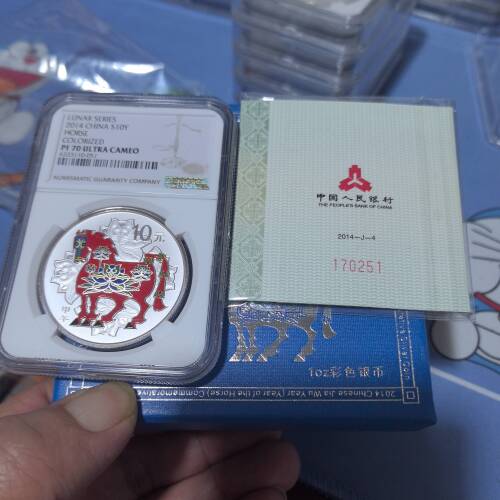 LUNAR SERIES
2014 CHINA S10Y
HORSE
COLORIZED
PF 70 ULTRA CAMEO
NUMISMATIC GUARANTY COMPANY
10元
甲午
中国人民银行
THE PEOPLE'S BANK OF CHINA
2014-J-4
170251
1oz彩色银币
2014 Chinese Jia Wu Year (Year of the Horse) Commemorative